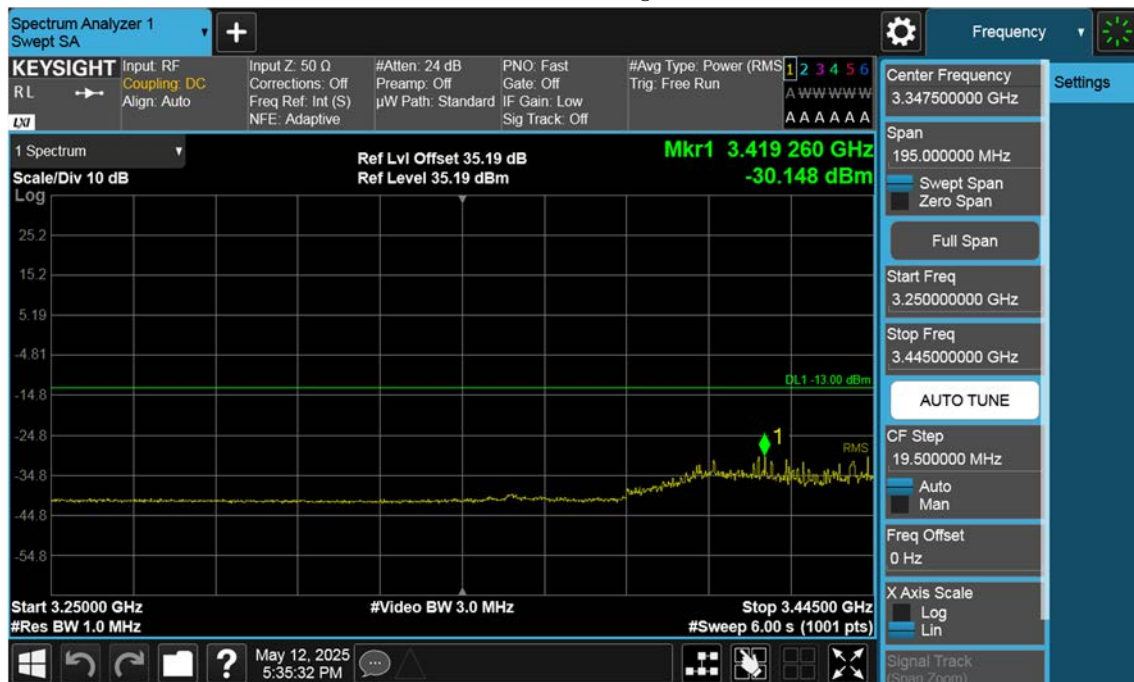 Spectrum Analyzer 1
Swept SA
Frequency
KEYSIGHT
RL
LXI
Input: RF
Coupling: DC
Align: Auto
Input Z: 50 Ω
Corrections: Off
Freq Ref: Int (S)
NFE: Adaptive
#Atten: 24 dB
Preamp: Off
µW Path: Standard
PNO: Fast
Gate: Off
IF Gain: Low
Sig Track: Off
#Avg Type: Power (RMS
Trig: Free Run
1 2 3 4 5 6
A W W W W W
A A A A A A
1 Spectrum
Scale/Div 10 dB
Ref Lvl Offset 35.19 dB
Ref Level 35.19 dBm
Mkr1 3.419 260 GHz
-30.148 dBm
Log
25.2
15.2
5.19
-4.81
DL1 -13.00 dBm
-14.8
-24.8
1
RMS
-34.8
-44.8
-54.8
Start 3.25000 GHz
#Video BW 3.0 MHz
Stop 3.44500 GHz
#Res BW 1.0 MHz
#Sweep 6.00 s (1001 pts)
?
May 12, 2025
5:35:32 PM
Center Frequency
3.347500000 GHz
Settings
Span
195.000000 MHz
Swept Span
Zero Span
Full Span
Start Freq
3.250000000 GHz
Stop Freq
3.445000000 GHz
AUTO TUNE
CF Step
19.500000 MHz
Auto
Man
Freq Offset
0 Hz
X Axis Scale
Log
Lin
Signal Track
(Span Zoom)